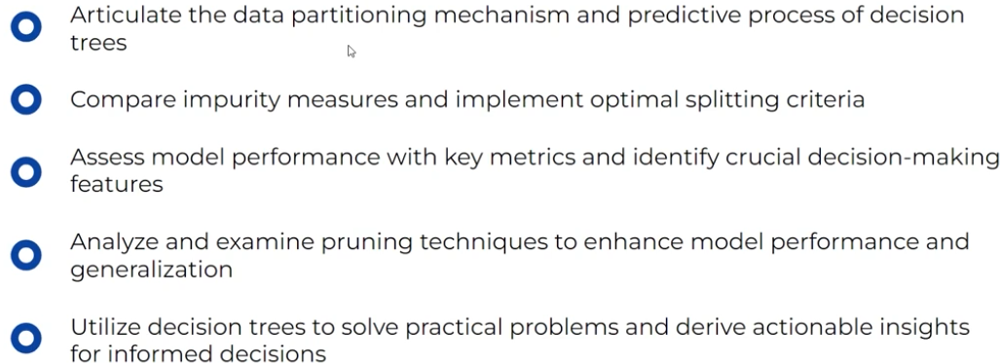 Articulate the data partitioning mechanism and predictive process of decision
trees
Compare impurity measures and implement optimal splitting criteria
Assess model performance with key metrics and identify crucial decision-making
features
Analyze and examine pruning techniques to enhance model performance and
generalization
Utilize decision trees to solve practical problems and derive actionable insights
for informed decisions